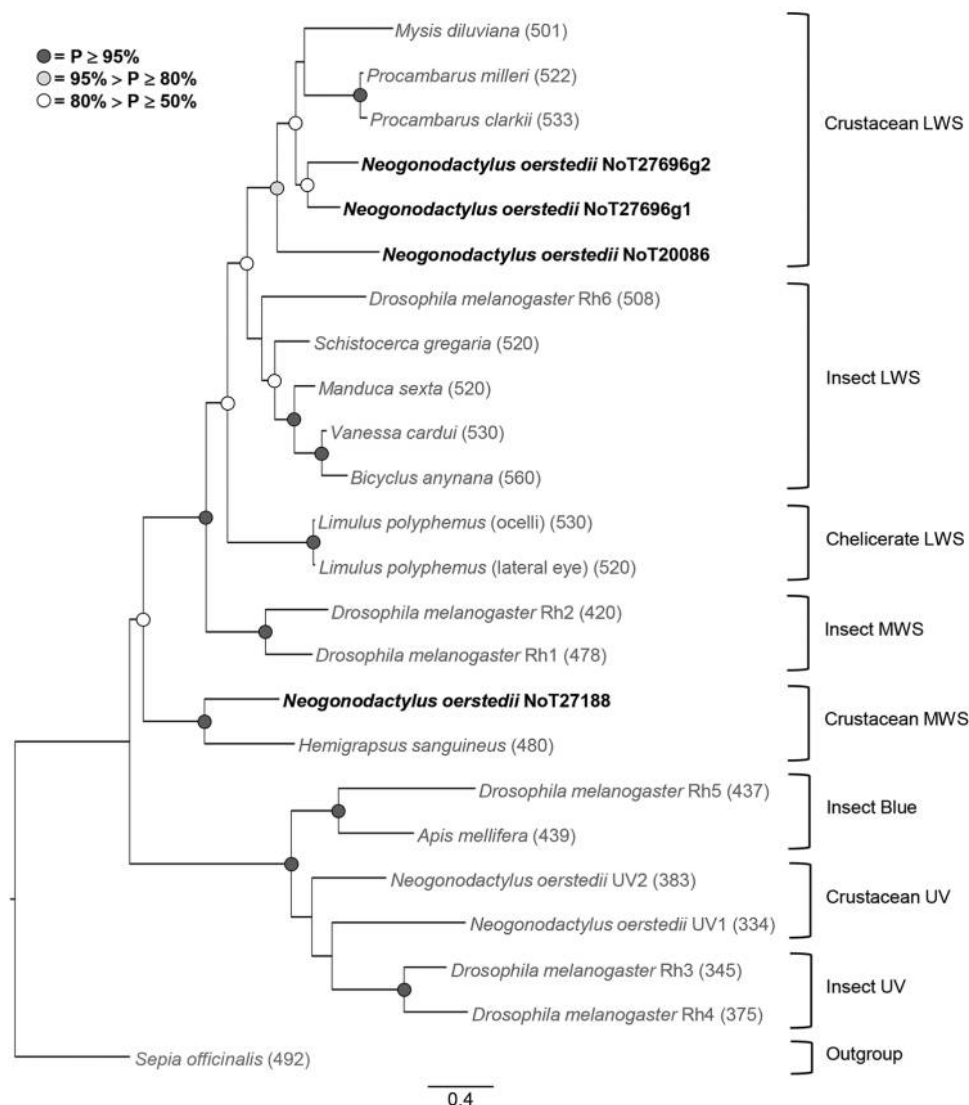 = P ≥ 95%
= 95% > P ≥ 80%
= 80% > P ≥ 50%
Mysis diluviana (501)
Procambarus milleri (522)
Procambarus clarkii (533)
Neogonodactylus oerstedii NoT27696g2
Neogonodactylus oerstedii NoT27696g1
Neogonodactylus oerstedii NoT20086
Crustacean LWS
Drosophila melanogaster Rh6 (508)
Schistocerca gregaria (520)
Manduca sexta (520)
Vanessa cardui (530)
Bicyclus anynana (560)
Insect LWS
Limulus polyphemus (ocelli) (530)
Limulus polyphemus (lateral eye) (520)
Chelicerate LWS
Drosophila melanogaster Rh2 (420)
Drosophila melanogaster Rh1 (478)
Insect MWS
Neogonodactylus oerstedii NoT27188
Hemigrapsus sanguineus (480)
Crustacean MWS
Drosophila melanogaster Rh5 (437)
Apis mellifera (439)
Insect Blue
Neogonodactylus oerstedii UV2 (383)
Neogonodactylus oerstedii UV1 (334)
Crustacean UV
Drosophila melanogaster Rh3 (345)
Drosophila melanogaster Rh4 (375)
Insect UV
Sepia officinalis (492)
Outgroup
0.4